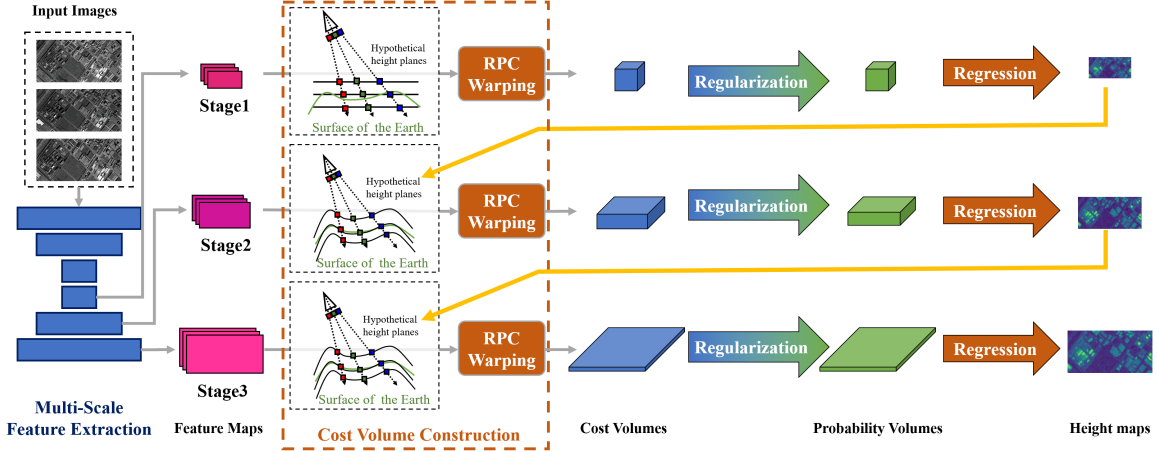 Input Images
Stage1
Hypothetical
height planes
Surface of the Earth
RPC
Warping
Regularization
Regression
Stage2
Hypothetical
height planes
Surface of the Earth
RPC
Warping
Regularization
Regression
Stage3
Hypothetical
height planes
Surface of the Earth
RPC
Warping
Regularization
Regression
Multi-Scale
Feature Extraction
Feature Maps
Cost Volume Construction
Cost Volumes
Probability Volumes
Height maps